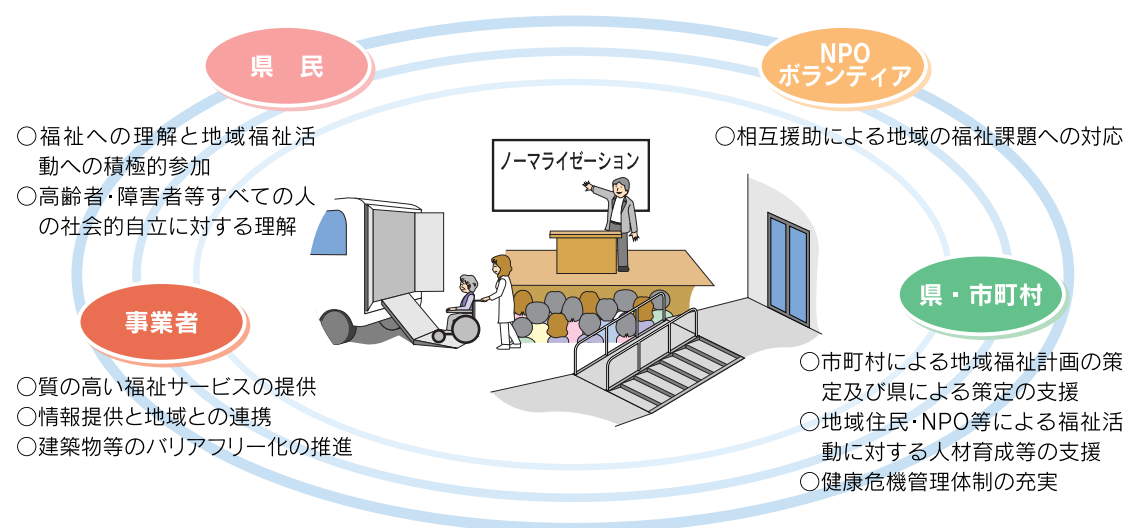 県　民
○福祉への理解と地域福祉活
動への積極的参加
○高齢者・障害者等すべての人
の社会的自立に対する理解
NPO
ボランティア
○相互援助による地域の福祉課題への対応
ノーマライゼーション
事業者
○質の高い福祉サービスの提供
○情報提供と地域との連携
○建築物等のバリアフリー化の推進
県・市町村
○市町村による地域福祉計画の策
定及び県による策定の支援
○地域住民・NPO等による福祉活
動に対する人材育成等の支援
○健康危機管理体制の充実